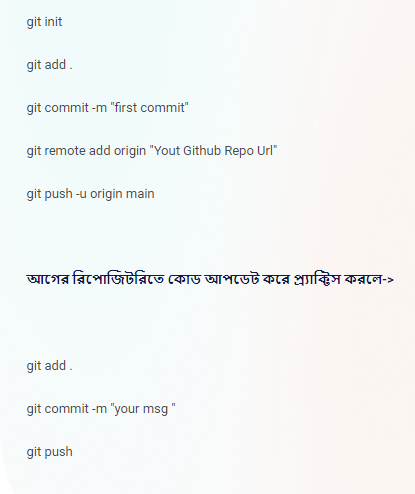 git init
git add .
git commit -m "first commit"
git remote add origin "Yout Github Repo Url"
git push -u origin main
আগের রিপোজিটরিতে কোড আপডেট করে প্র্যাক্টিস করলে->
git add .
git commit -m "your msg "
git push